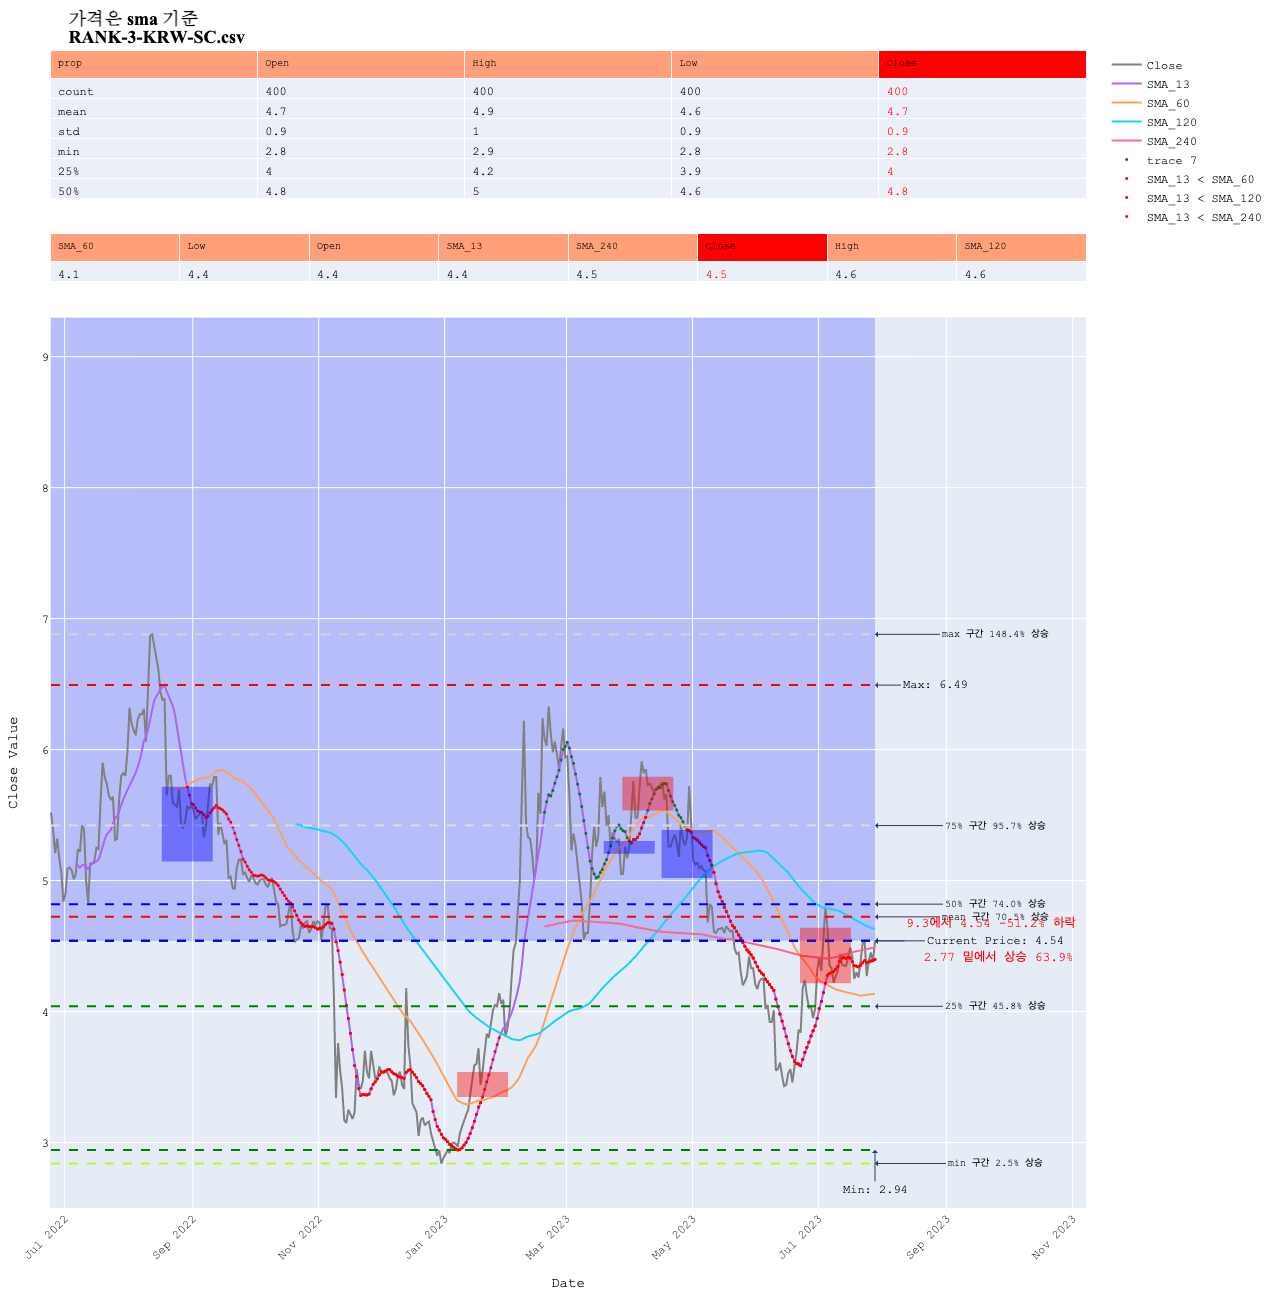 가격은 sma 기준
RANK-3-KRW-SC.csv
prop Open High Low Close
count 400 400 400 400
mean 4.7 4.9 4.6 4.7
std 0.9 1 0.9 0.9
min 2.8 2.9 2.8 2.8
25% 4 4.2 3.9 4
50% 4.8 5 4.6 4.8
SMA_60 Low Open SMA_13 SMA_240 Close High SMA_120
4.1 4.4 4.4 4.4 4.5 4.5 4.6 4.6
Close
SMA_13
SMA_60
SMA_120
SMA_240
trace 7
SMA_13 < SMA_60
SMA_13 < SMA_120
SMA_13 < SMA_240
9
8
7
6
5
4
3
Close Value
max 구간 148.4% 상승
Max: 6.49
75% 구간 95.7% 상승
50% 구간 74.0% 상승
mean 구간 70.5% 상승
9.3에서 4.54 -51.2% 하락
Current Price: 4.54
2.77 밑에서 상승 63.9%
25% 구간 45.8% 상승
min 구간 2.5% 상승
Min: 2.94
Jul 2022
Sep 2022
Nov 2022
Jan 2023
Mar 2023
May 2023
Jul 2023
Sep 2023
Nov 2023
Date